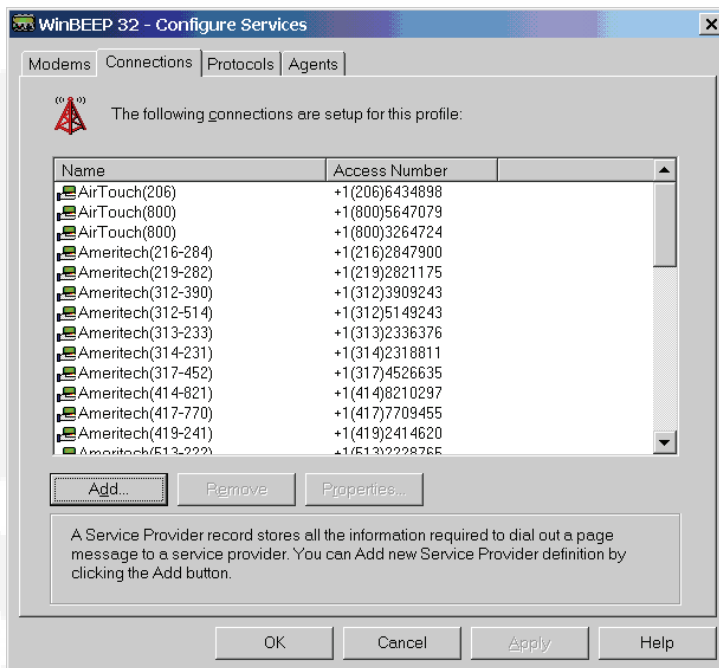 WinBEEP 32 - Configure Services
Modems Connections Protocols Agents
The following connections are setup for this profile:
Name Access Number
AirTouch(206) +1(206)6434898
AirTouch(800) +1(800)5647079
AirTouch(800) +1(800)3264724
Ameritech(216-284) +1(216)2847900
Ameritech(219-282) +1(219)2821175
Ameritech(312-390) +1(312)3909243
Ameritech(312-514) +1(312)5149243
Ameritech(313-233) +1(313)2336376
Ameritech(314-231) +1(314)2318811
Ameritech(317-452) +1(317)4526635
Ameritech(414-821) +1(414)8210297
Ameritech(417-770) +1(417)7709455
Ameritech(419-241) +1(419)2414620
Ameritech(513-222) +1(513)2228765
Add... Remove Properties...
A Service Provider record stores all the information required to dial out a page
message to a service provider. You can Add new Service Provider definition by
clicking the Add button.
OK Cancel Apply Help